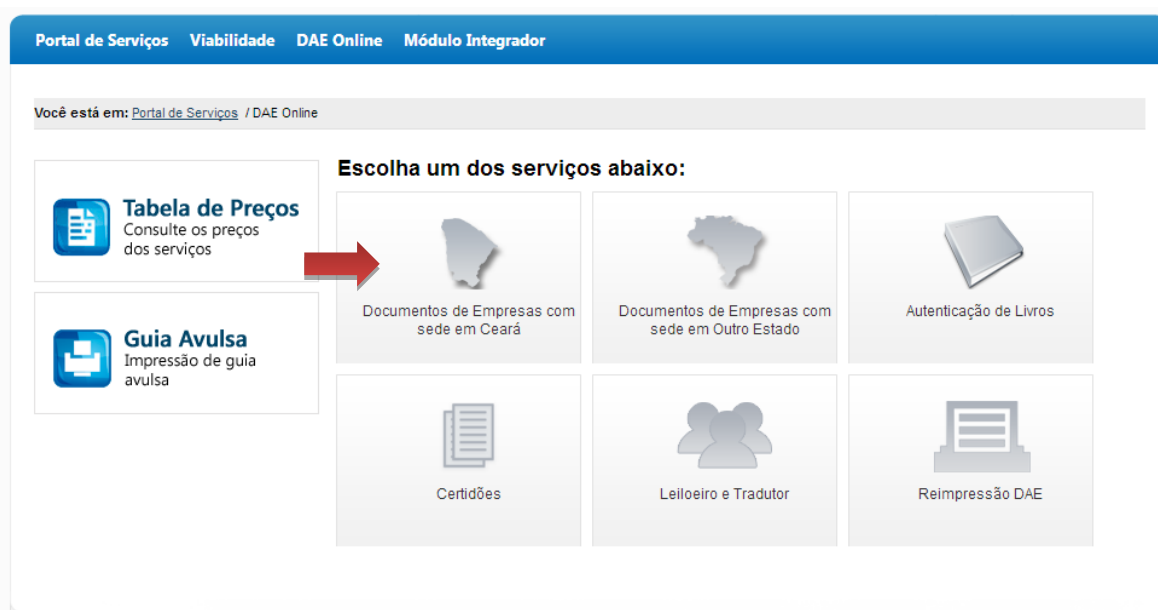 Portal de Serviços Viabilidade DAE Online Módulo Integrador
Você está em: Portal de Serviços / DAE Online
Tabela de Preços
Consulte os preços
dos serviços
Guia Avulsa
Impressão de guia
avulsa
Escolha um dos serviços abaixo:
Documentos de Empresas com
sede em Ceará
Documentos de Empresas com
sede em Outro Estado
Autenticação de Livros
Certidões
Leiloeiro e Tradutor
Reimpressão DAE